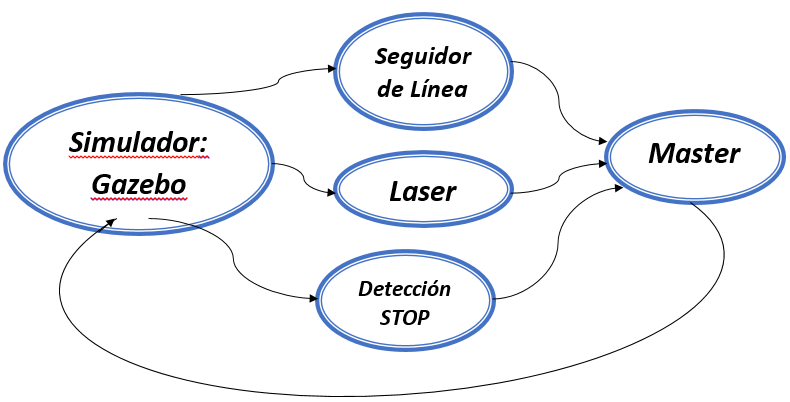 Seguidor
de Línea
Simulador:
Gazebo
Laser
Master
Detección
STOP